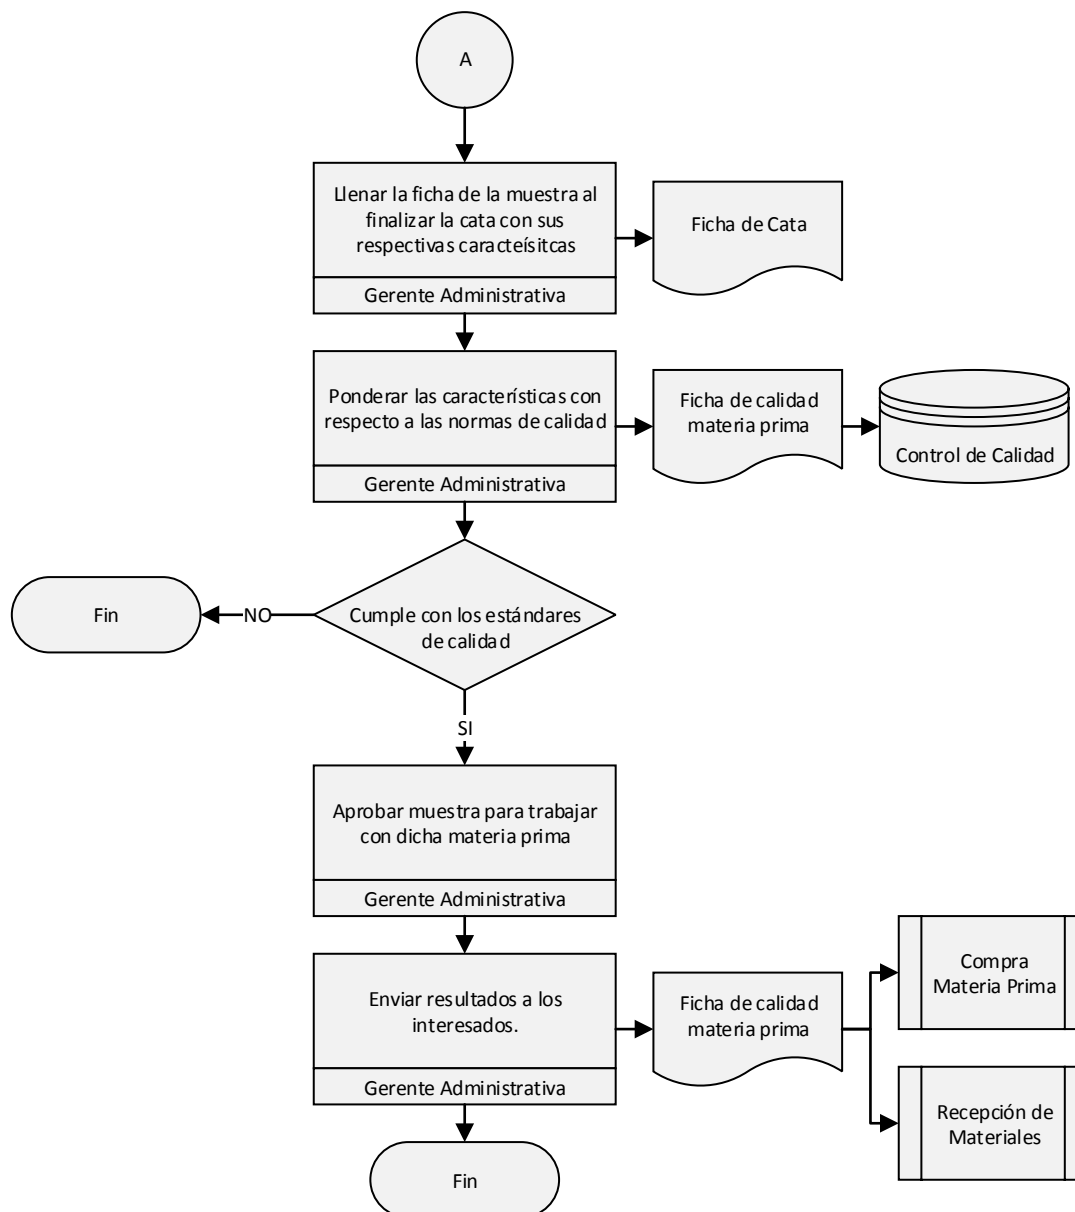 A
Llenar la ficha de la muestra al
finalizar la cata con sus
respectivas caracteísitcas
Gerente Administrativa
Ficha de Cata
Ponderar las características con
respecto a las normas de calidad
Gerente Administrativa
Ficha de calidad
materia prima
Control de Calidad
Cumple con los estándares
de calidad
NO
Fin
SI
Aprobar muestra para trabajar
con dicha materia prima
Gerente Administrativa
Enviar resultados a los
interesados.
Gerente Administrativa
Ficha de calidad
materia prima
Compra
Materia Prima
Recepción de
Materiales
Fin